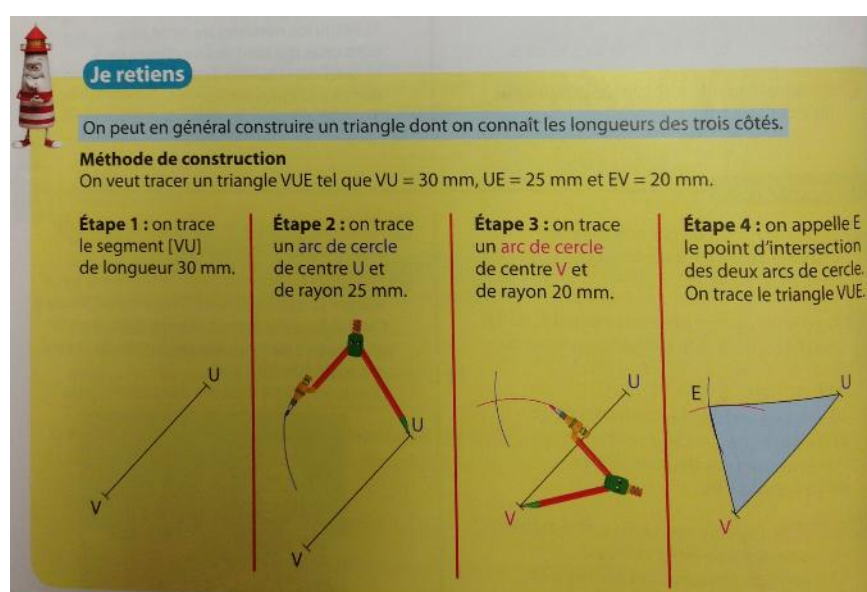 Je retiens
On peut en général construire un triangle dont on connaît les longueurs des trois côtés.
Méthode de construction
On veut tracer un triangle VUE tel que VU = 30 mm, UE = 25 mm et EV = 20 mm.
Étape 1 : on trace
le segment [VU]
de longueur 30 mm.
Étape 2 : on trace
un arc de cercle
de centre U et
de rayon 25 mm.
Étape 3 : on trace
un arc de cercle
de centre V et
de rayon 20 mm.
Étape 4 : on appelle E
le point d'intersection
des deux arcs de cercle.
On trace le triangle VUE.
U
V
U
V
U
V
E
U
V